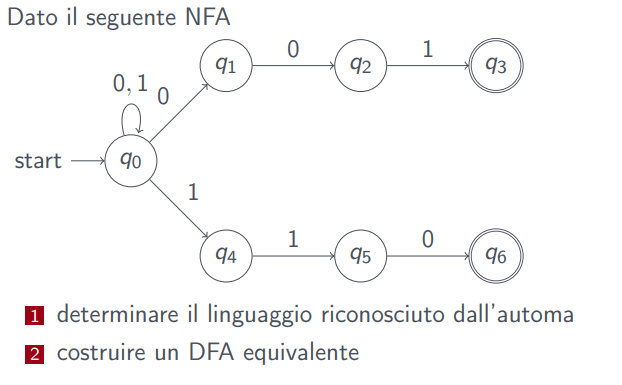 Dato il seguente NFA
q1 0 q2 1 q3
0, 1 0
start q0
1
q4 1 q5 0 q6
1 determinare il linguaggio riconosciuto dall'automa
2 costruire un DFA equivalente